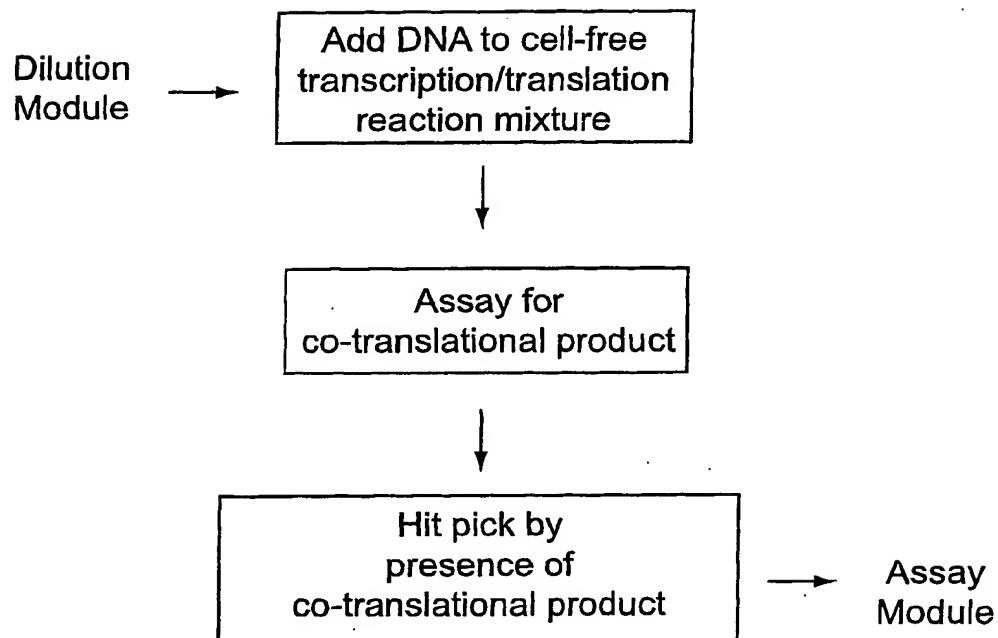 Dilution
Module
Add DNA to cell-free
transcription/translation
reaction mixture
Assay for
co-translational product
Hit pick by
presence of
co-translational product
Assay
Module